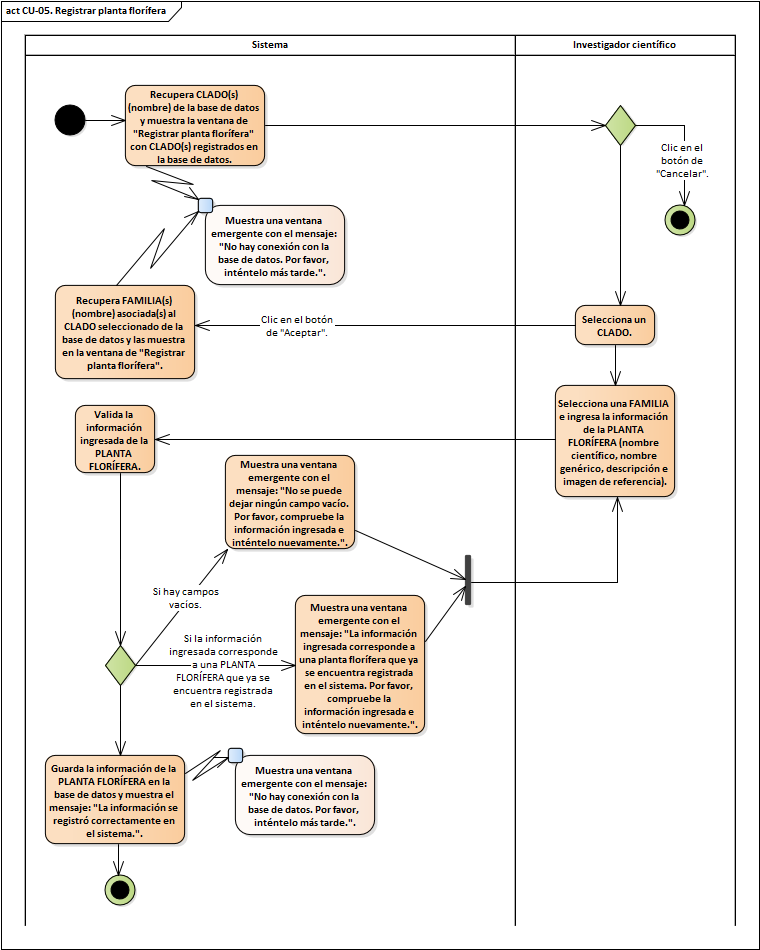 act CU-05. Registrar planta florífera
Sistema
Investigador científico
Recupera CLADO(s)
(nombre) de la base de datos
y muestra la ventana de
"Registrar planta florífera"
con CLADO(s) registrados en
la base de datos.
Clic en el
botón de
"Cancelar".
Muestra una ventana
emergente con el mensaje:
"No hay conexión con la
base de datos. Por favor,
inténtelo más tarde.".
Recupera FAMILIA(s)
(nombre) asociada(s) al
CLADO seleccionado de la
base de datos y las muestra
en la ventana de "Registrar
planta florífera".
Clic en el botón
de "Aceptar".
Selecciona un
CLADO.
Selecciona una FAMILIA
e ingresa la información
de la PLANTA
FLORÍFERA (nombre
científico, nombre
genérico, descripción e
imagen de referencia).
Valida la
información
ingresada de la
PLANTA
FLORÍFERA.
Muestra una ventana
emergente con el
mensaje: "No se puede
dejar ningún campo vacío.
Por favor, compruebe la
información ingresada e
inténtelo nuevamente.".
Si hay campos
vacíos.
Muestra una ventana
emergente con el
mensaje: "La información
ingresada corresponde a
una planta florífera que ya
se encuentra registrada
en el sistema. Por favor,
compruebe la
información ingresada e
inténtelo nuevamente.".
Si la información
ingresada corresponde
a una PLANTA
FLORÍFERA que ya se
encuentra registrada
en el sistema.
Guarda la información de la
PLANTA FLORÍFERA en la
base de datos y muestra el
mensaje: "La información se
registró correctamente en
el sistema.".
Muestra una ventana
emergente con el mensaje:
"No hay conexión con la
base de datos. Por favor,
inténtelo más tarde.".